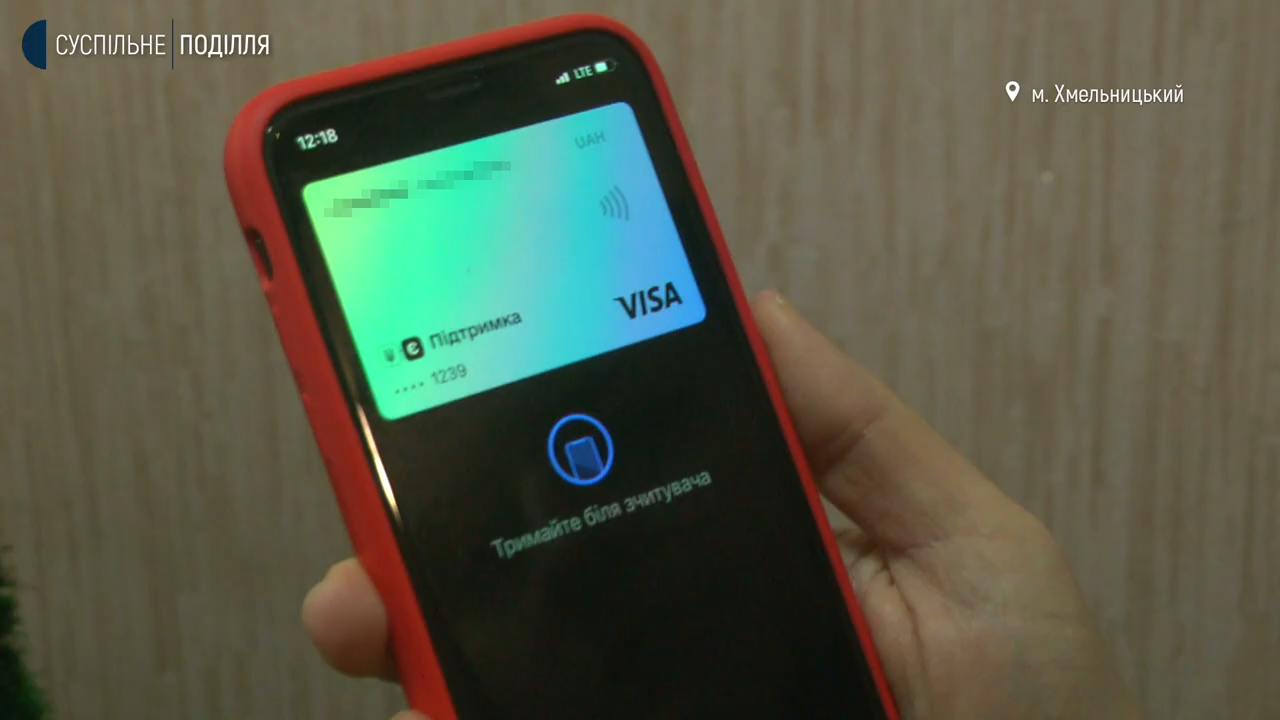 СУСПІЛЬНЕ ПОДІЛЛЯ
м. Хмельницький
12:18
LTE
UAH
VISA
є Підтримка
•••• 1239
Тримайте біля зчитувача